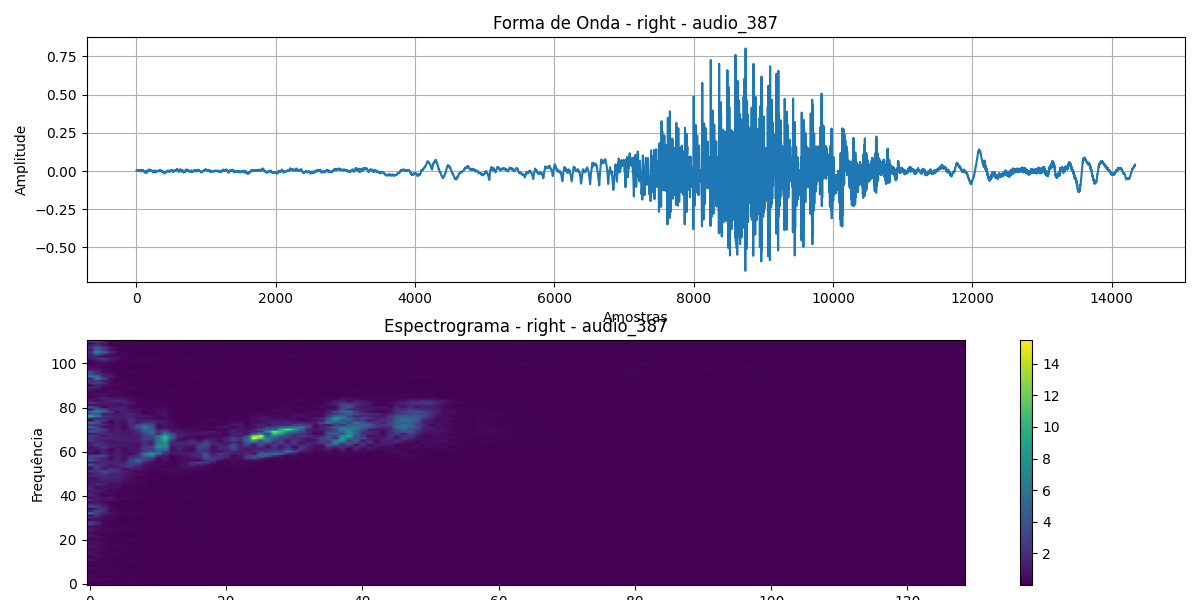 Forma de Onda - right - audio_387
0.75
0.50
0.25
0.00
−0.25
−0.50
Amplitude
0 2000 4000 6000 8000 10000 12000 14000
Amostras
Espectrograma - right - audio_387
100
80
60
40
20
0
Frequência
0 20 40 60 80 100 120
14
12
10
8
6
4
2